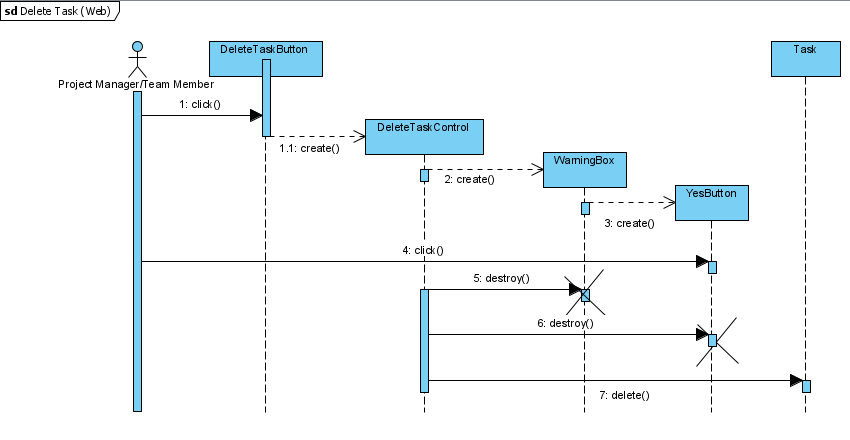 sd Delete Task (Web)
DeleteTaskButton
Task
Project Manager/Team Member
1: click()
DeleteTaskControl
1.1: create()
WarningBox
2: create()
YesButton
3: create()
4: click()
5: destroy()
6: destroy()
7: delete()